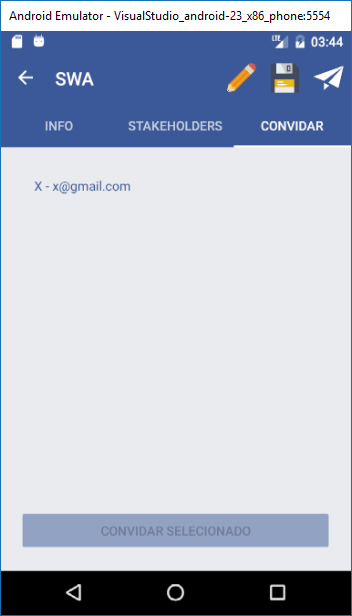 Android Emulator - VisualStudio_android-23_x86_phone:5554
LTE 03:44
SWA
INFO STAKEHOLDERS CONVIDAR
X - x@gmail.com
CONVIDAR SELECIONADO